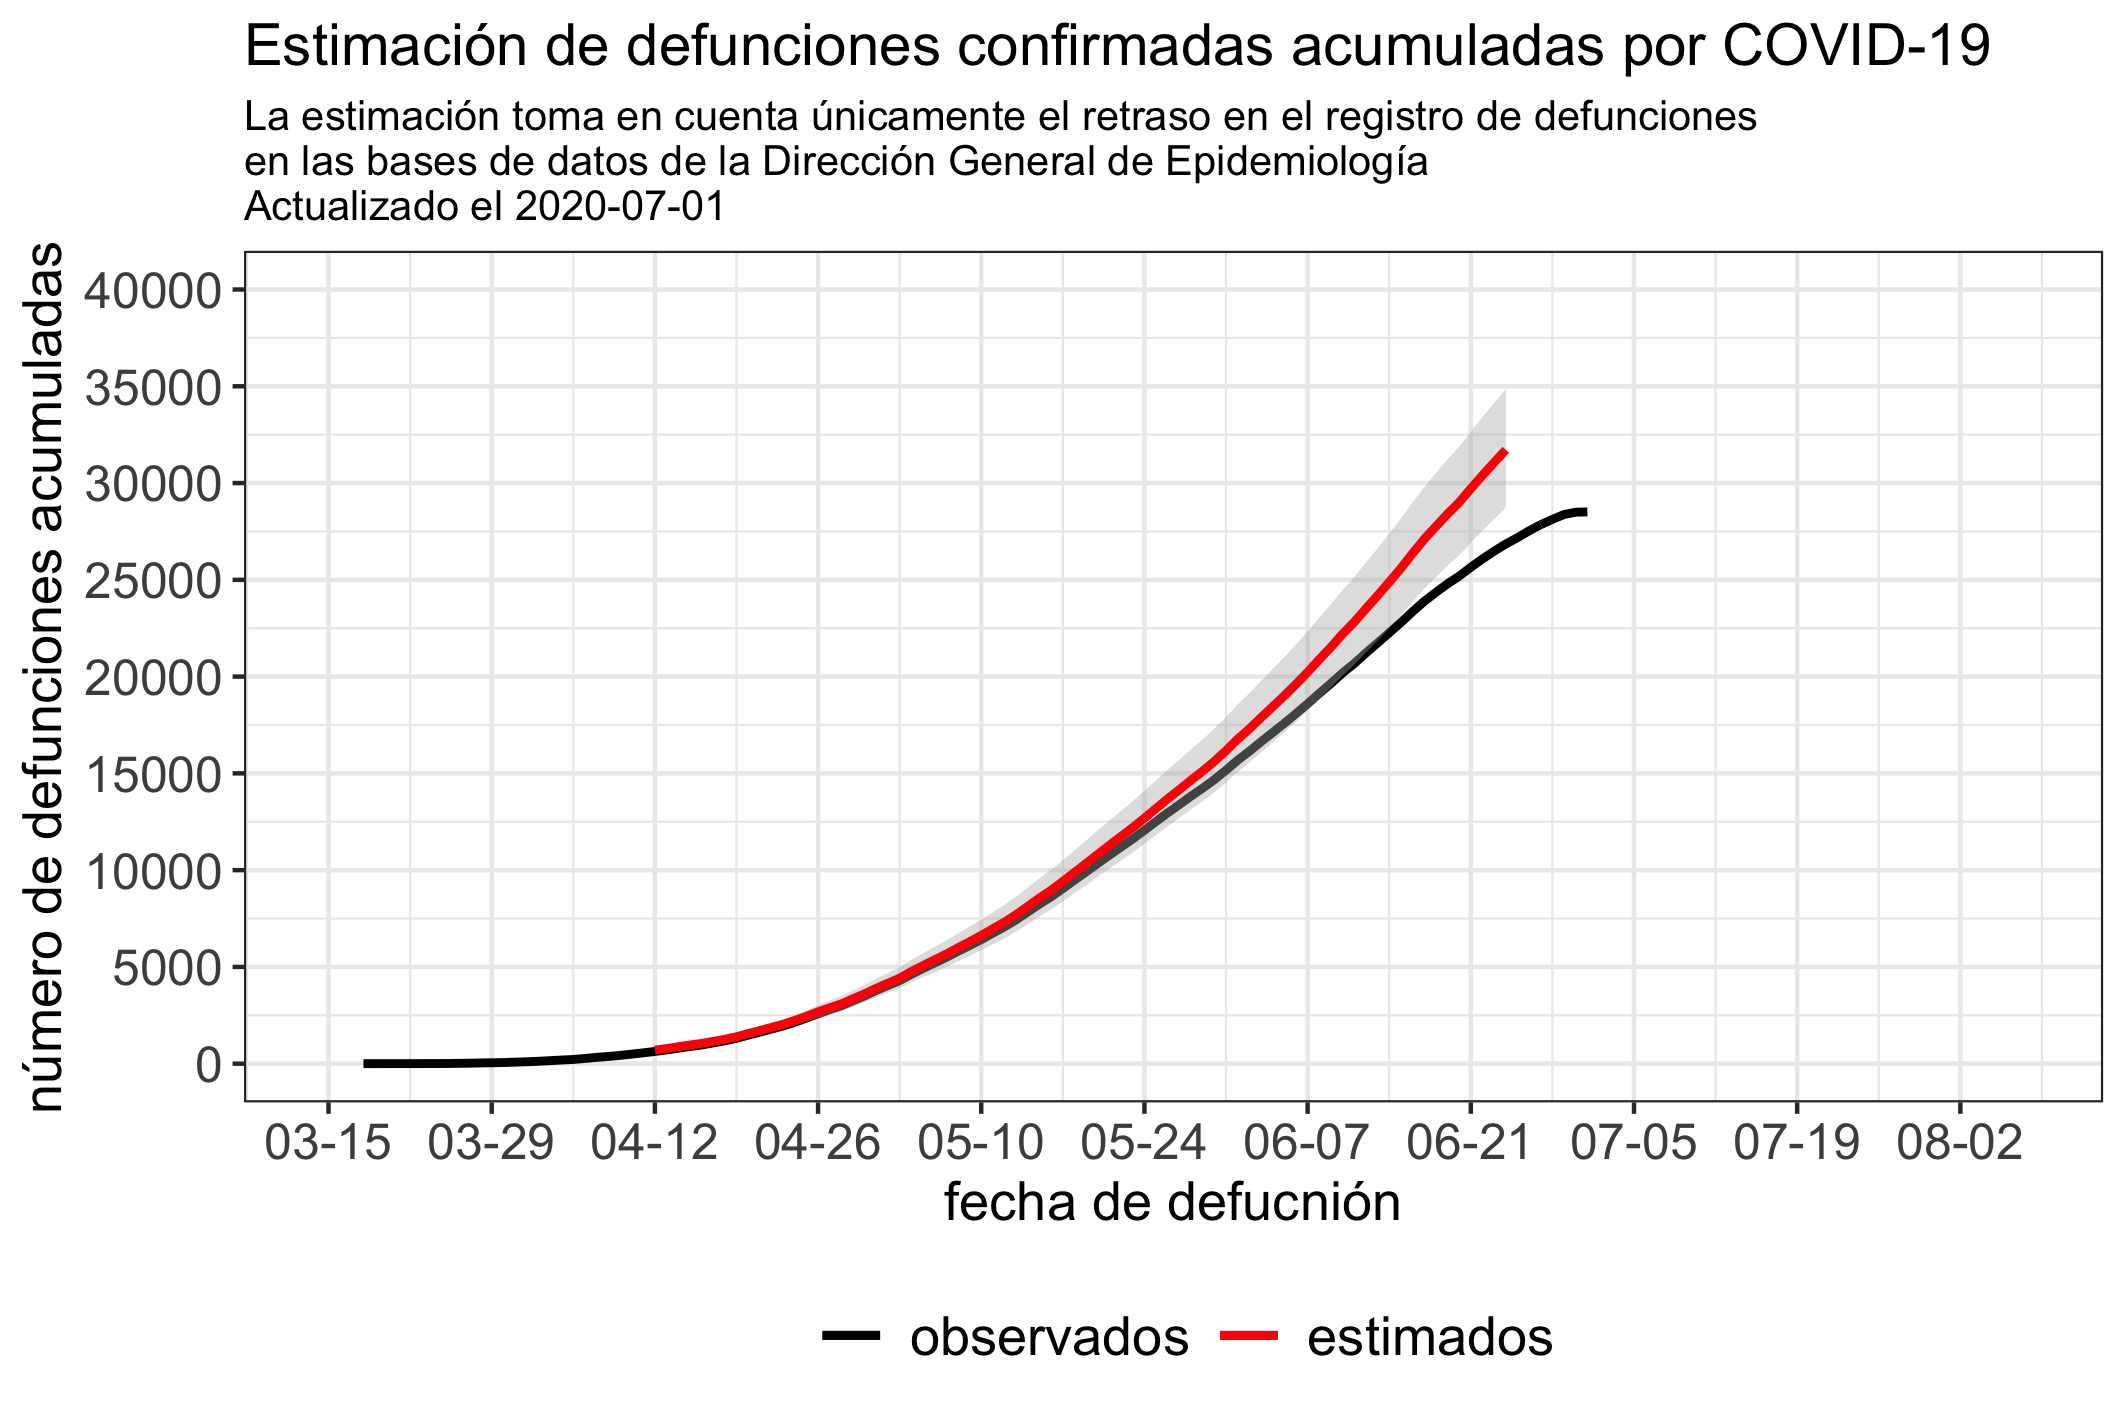 Estimación de defunciones confirmadas acumuladas por COVID-19
La estimación toma en cuenta únicamente el retraso en el registro de defunciones
en las bases de datos de la Dirección General de Epidemiología
Actualizado el 2020-07-01
número de defunciones acumuladas
40000
35000
30000
25000
20000
15000
10000
5000
0
03-15 03-29 04-12 04-26 05-10 05-24 06-07 06-21 07-05 07-19 08-02
fecha de defucnión
observados estimados